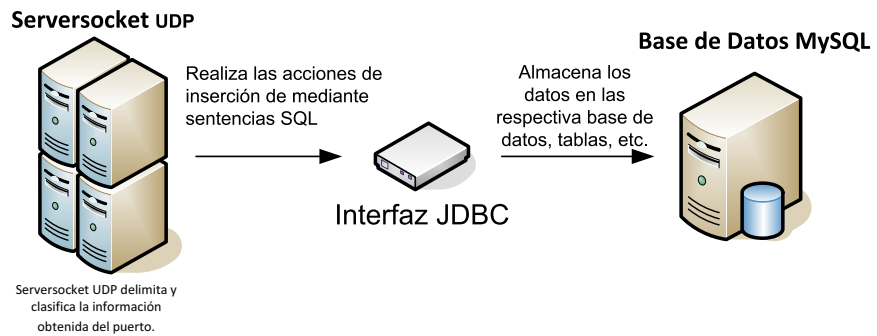 Serversocket UDP
Realiza las acciones de
inserción de mediante
sentencias SQL
Interfaz JDBC
Almacena los
datos en las
respectiva base de
datos, tablas, etc.
Base de Datos MySQL
Serversocket UDP delimita y
clasifica la información
obtenida del puerto.